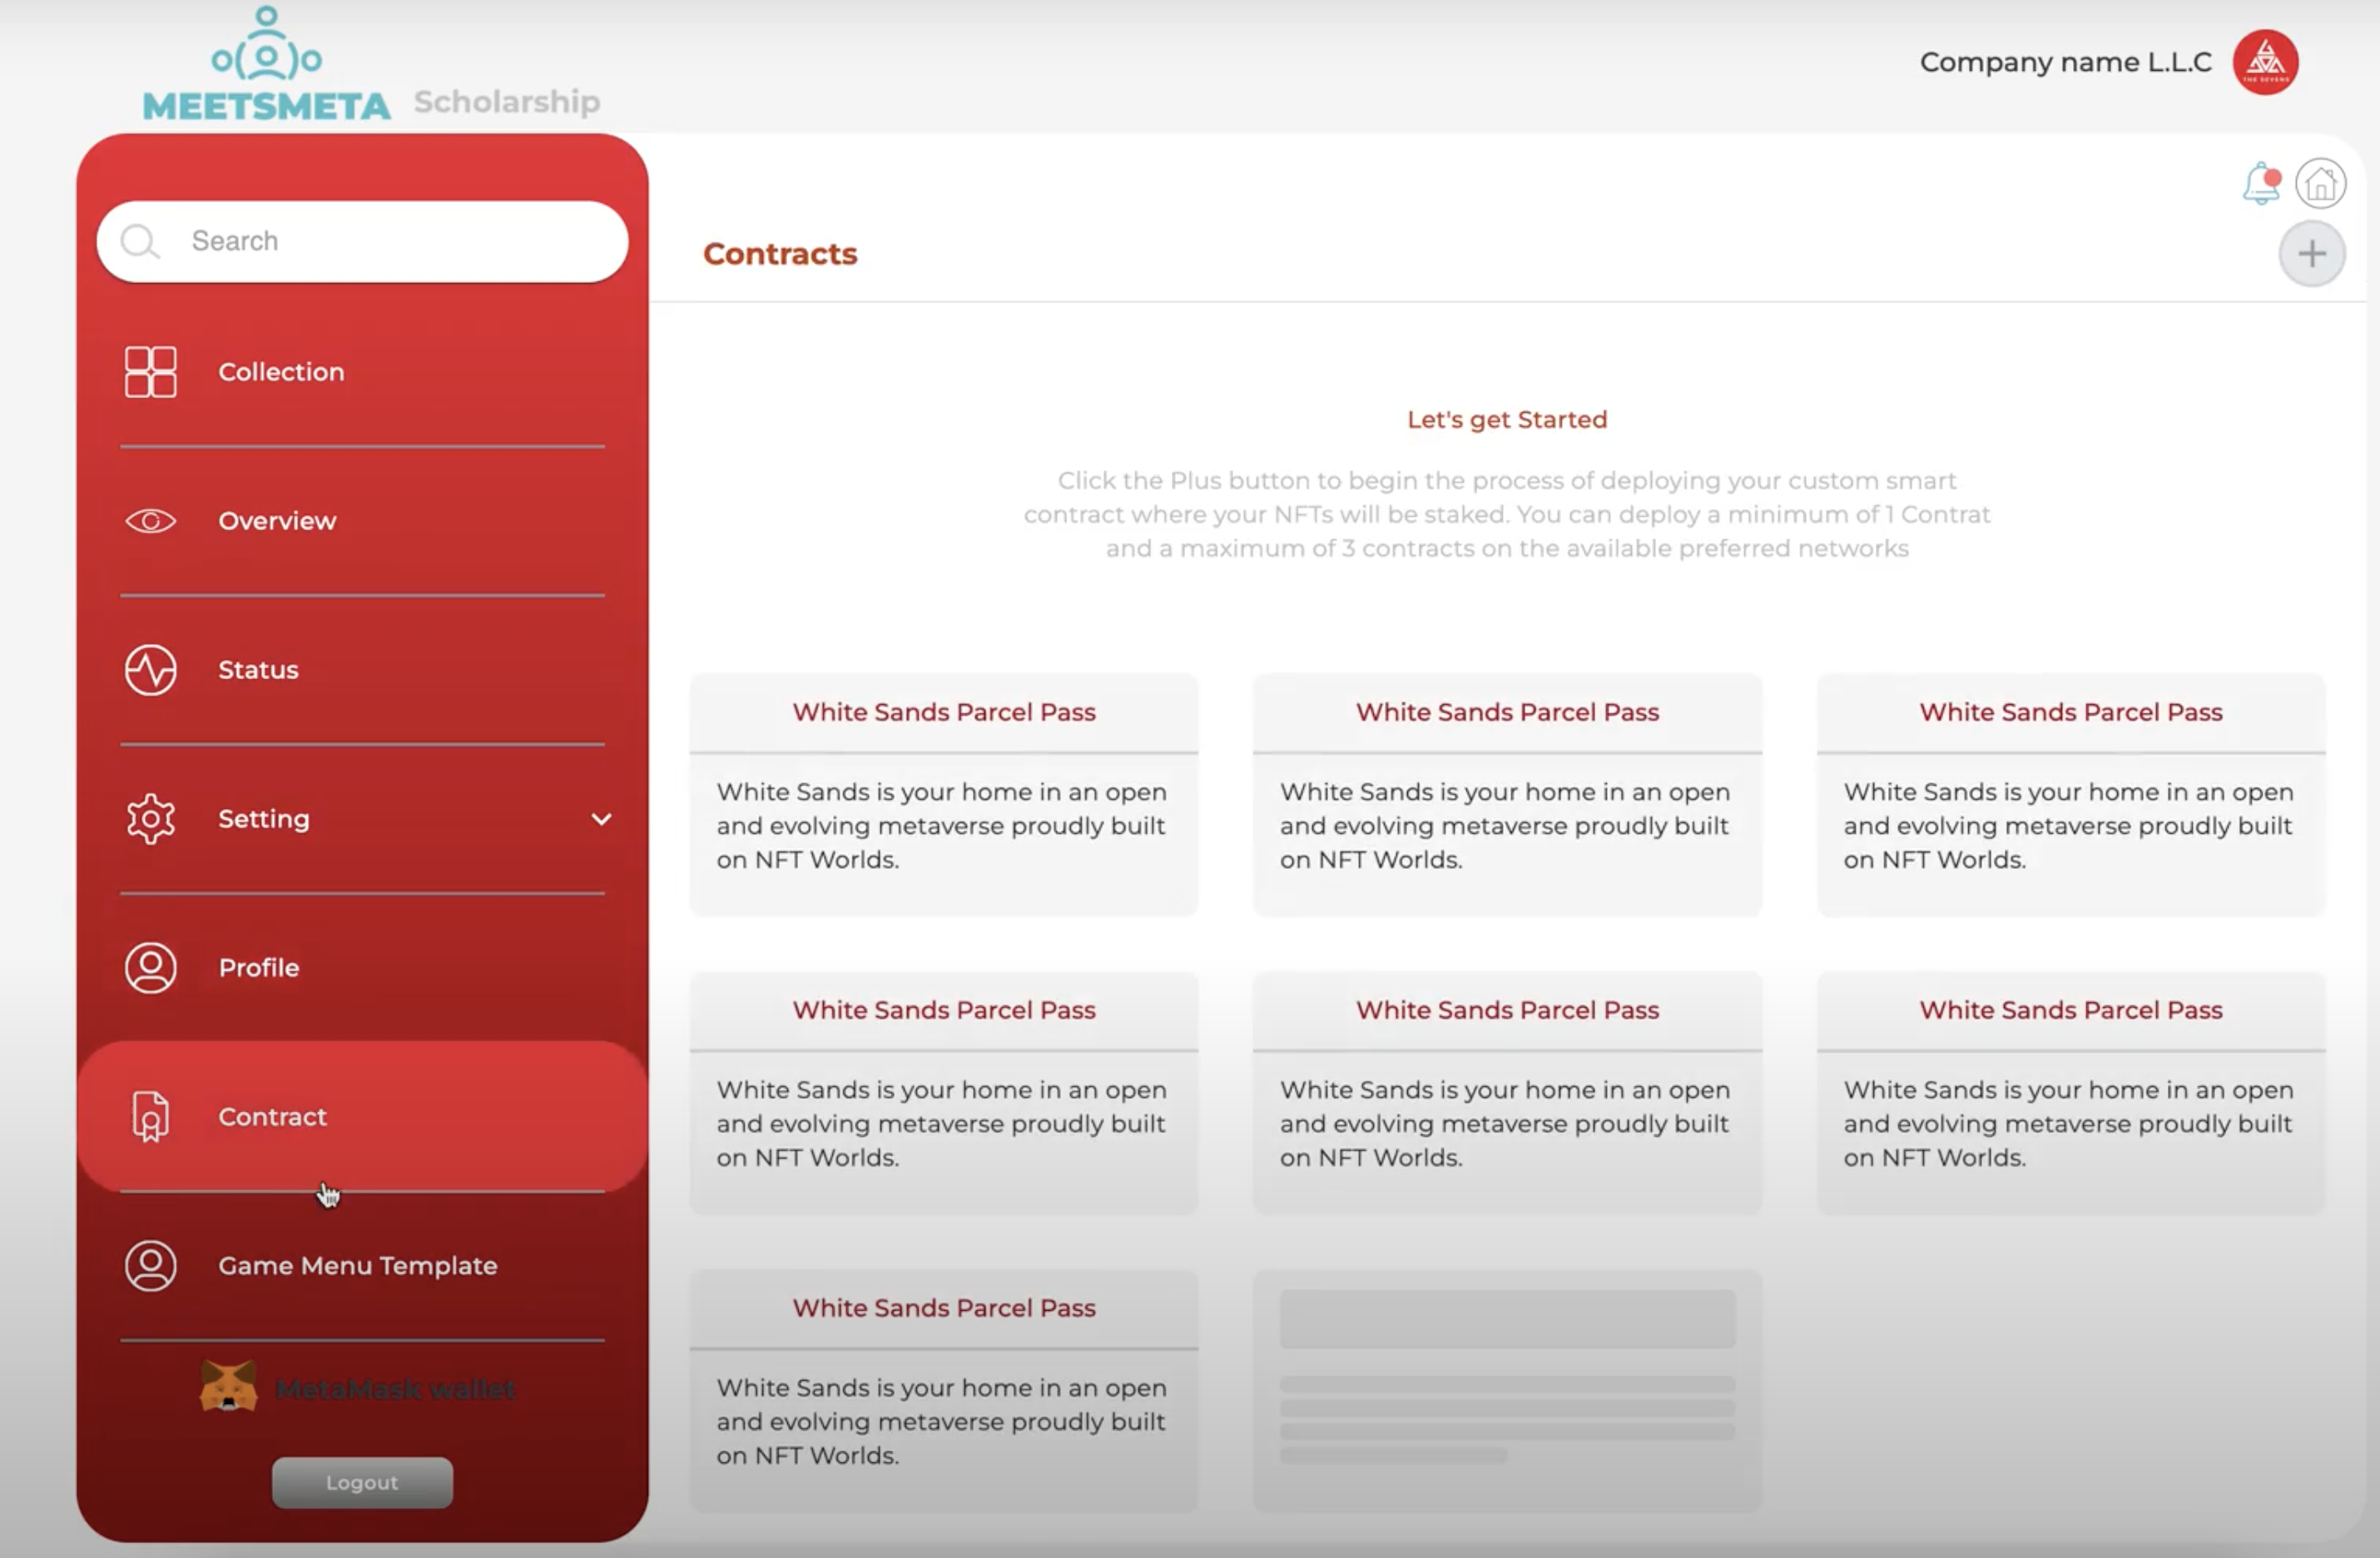 MEETSMETA Scholarship
Company name L.L.C
THE SEVENS
Search
Collection
Overview
Status
Setting
Profile
Contract
Game Menu Template
MetaMask wallet
Logout
Contracts
Let's get Started
Click the Plus button to begin the process of deploying your custom smart
contract where your NFTs will be staked. You can deploy a minimum of 1 Contrat
and a maximum of 3 contracts on the available preferred networks
White Sands Parcel Pass
White Sands is your home in an open
and evolving metaverse proudly built
on NFT Worlds.
White Sands Parcel Pass
White Sands is your home in an open
and evolving metaverse proudly built
on NFT Worlds.
White Sands Parcel Pass
White Sands is your home in an open
and evolving metaverse proudly built
on NFT Worlds.
White Sands Parcel Pass
White Sands is your home in an open
and evolving metaverse proudly built
on NFT Worlds.
White Sands Parcel Pass
White Sands is your home in an open
and evolving metaverse proudly built
on NFT Worlds.
White Sands Parcel Pass
White Sands is your home in an open
and evolving metaverse proudly built
on NFT Worlds.
White Sands Parcel Pass
White Sands is your home in an open
and evolving metaverse proudly built
on NFT Worlds.